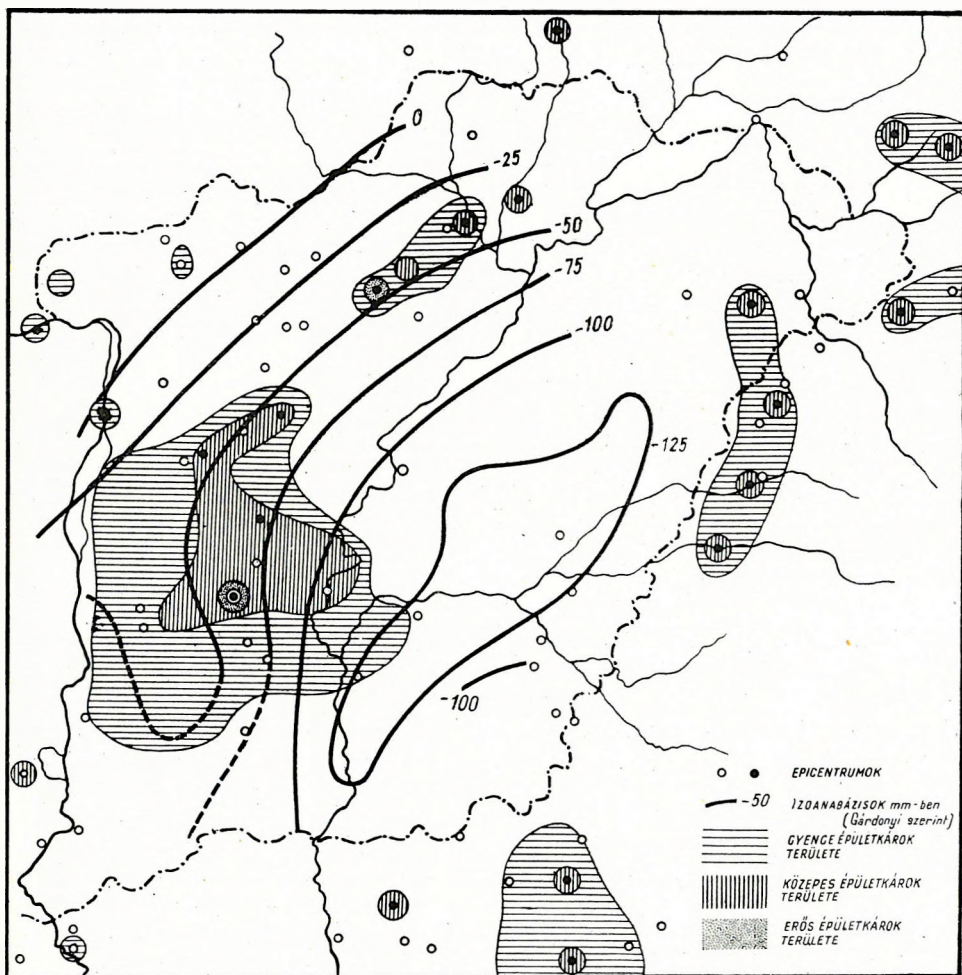 0
-25
-50
-75
-100
-125
-100
EPICENTRUMOK
-50 IZOANABÁZISOK mm-ben
(Gárdonyi szerint)
GYENGE ÉPÜLETKÁROK
TERÜLETE
KÖZEPES ÉPÜLETKÁROK
TERÜLETE
ERŐS ÉPÜLETKÁROK
TERÜLETE